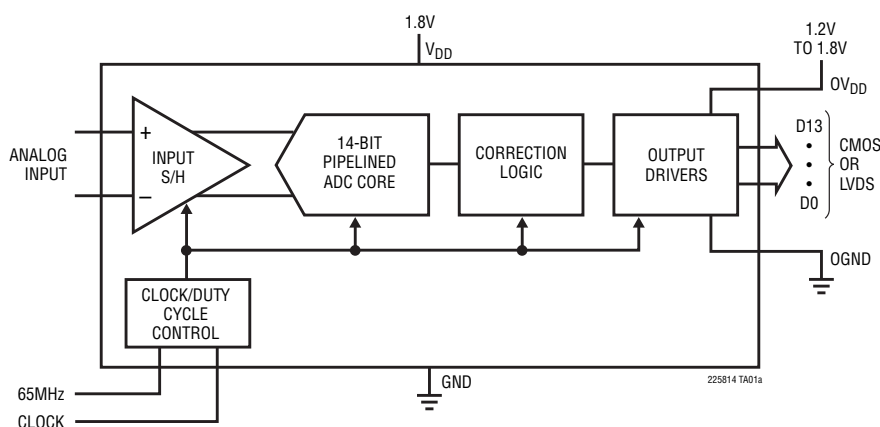 1.8V
VDD
1.2V
TO 1.8V
OVDD
ANALOG
INPUT
+
–
INPUT
S/H
14-BIT
PIPELINED
ADC CORE
CORRECTION
LOGIC
OUTPUT
DRIVERS
D13
•
•
•
D0
CMOS
OR
LVDS
OGND
CLOCK/DUTY
CYCLE
CONTROL
GND
225814 TA01a
65MHz
CLOCK